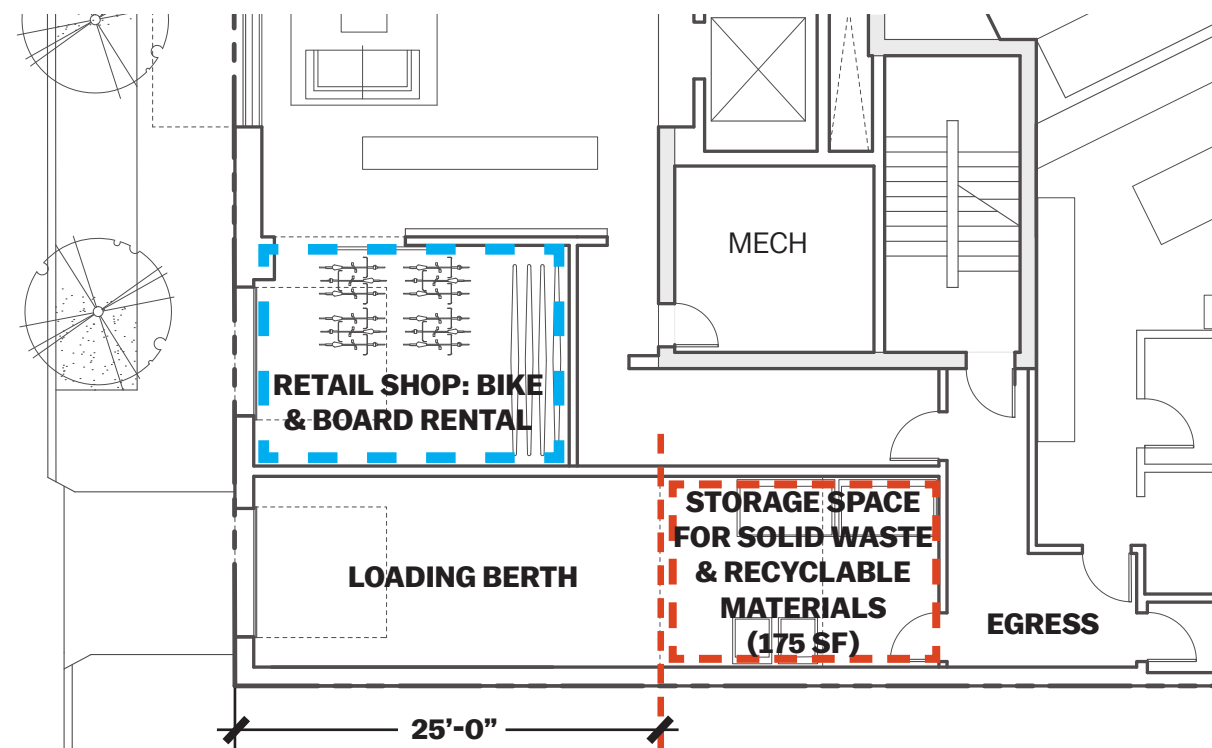 MECH
RETAIL SHOP: BIKE
& BOARD RENTAL
STORAGE SPACE
FOR SOLID WASTE
& RECYCLABLE
MATERIALS
(175 SF)
LOADING BERTH
EGRESS
25’-0”